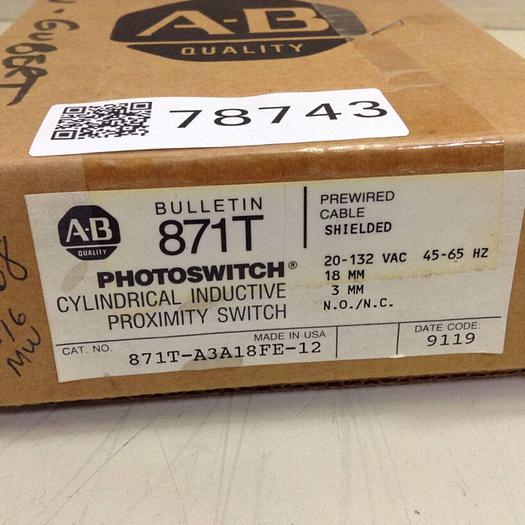 A-B
QUALITY
GUBERT
78743
A-B
QUALITY
BULLETIN
871T
PHOTOSWITCH®
CYLINDRICAL INDUCTIVE
PROXIMITY SWITCH
PREWIRED
CABLE
SHIELDED
20-132 VAC 45-65 HZ
18 MM
3 MM
N.O./N.C.
CAT. NO.
871T-A3A18FE-12
MADE IN USA
DATE CODE:
9119